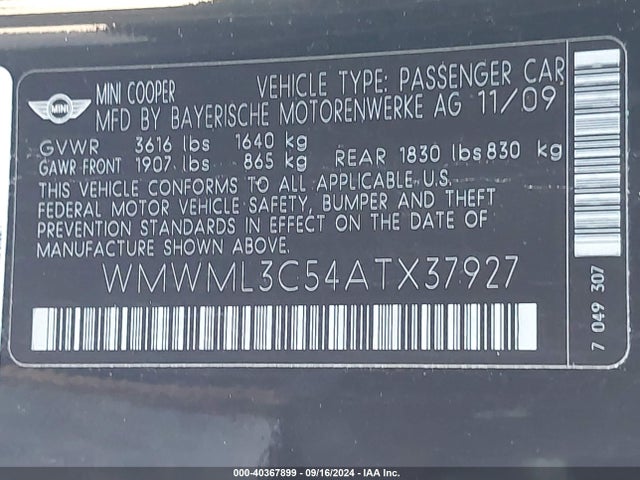 MINI
MINI COOPER VEHICLE TYPE: PASSENGER CAR
MFD BY BAYERISCHE MOTORENWERKE AG 11/09
GVWR 3616 lbs 1640 kg
GAWR FRONT 1907 lbs 865 kg REAR 1830 lbs 830 kg
THIS VEHICLE CONFORMS TO ALL APPLICABLE U.S.
FEDERAL MOTOR VEHICLE SAFETY, BUMPER AND THEFT
PREVENTION STANDARDS IN EFFECT ON THE DATE OF
MANUFACTURE SHOWN ABOVE.
WMWML3C54ATX37927
7 049 307
000-40367899 - 09/16/2024 - IAA Inc.